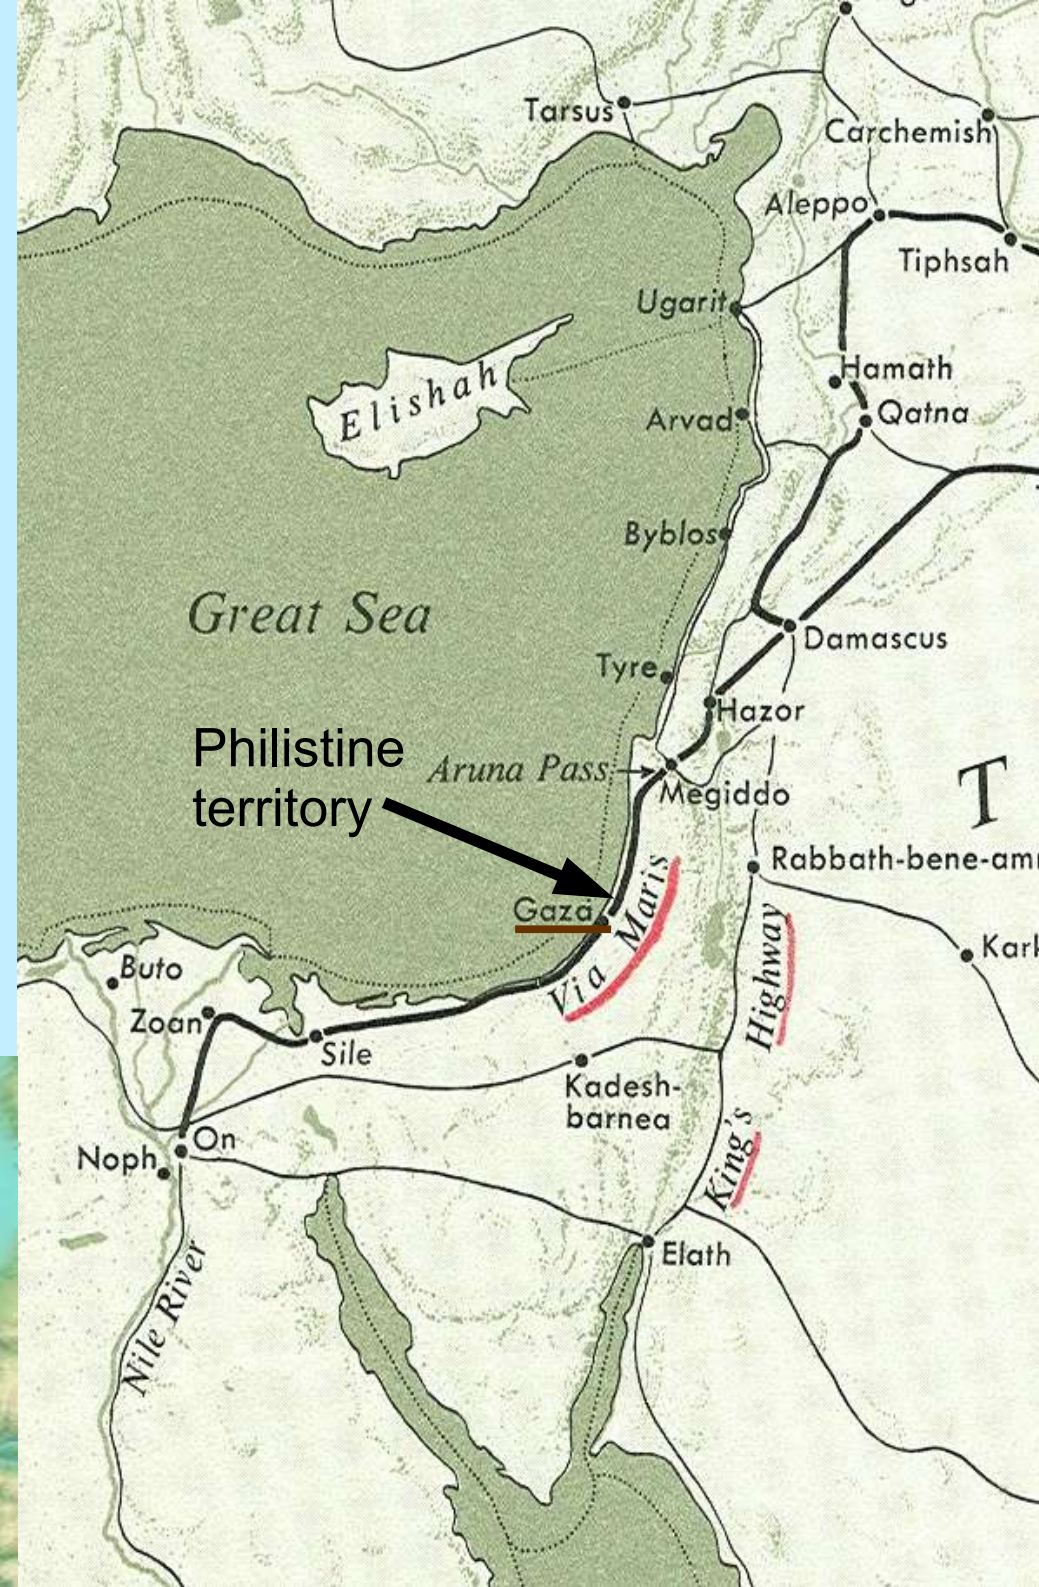 Tarsus
Carchemish
Aleppo
Tiphsah
Ugarit
Elishah
Hamath
Qatna
Arvad
Byblos
Great Sea
Damascus
Tyre
Hazor
Philistine
territory
Aruna Pass
Megiddo
T
Rabbath-bene-am
Gaza
Via Maris
King's Highway
Kark
Buto
Zoan
Sile
Kadesh-
barnea
On
Noph
Elath
Nile River